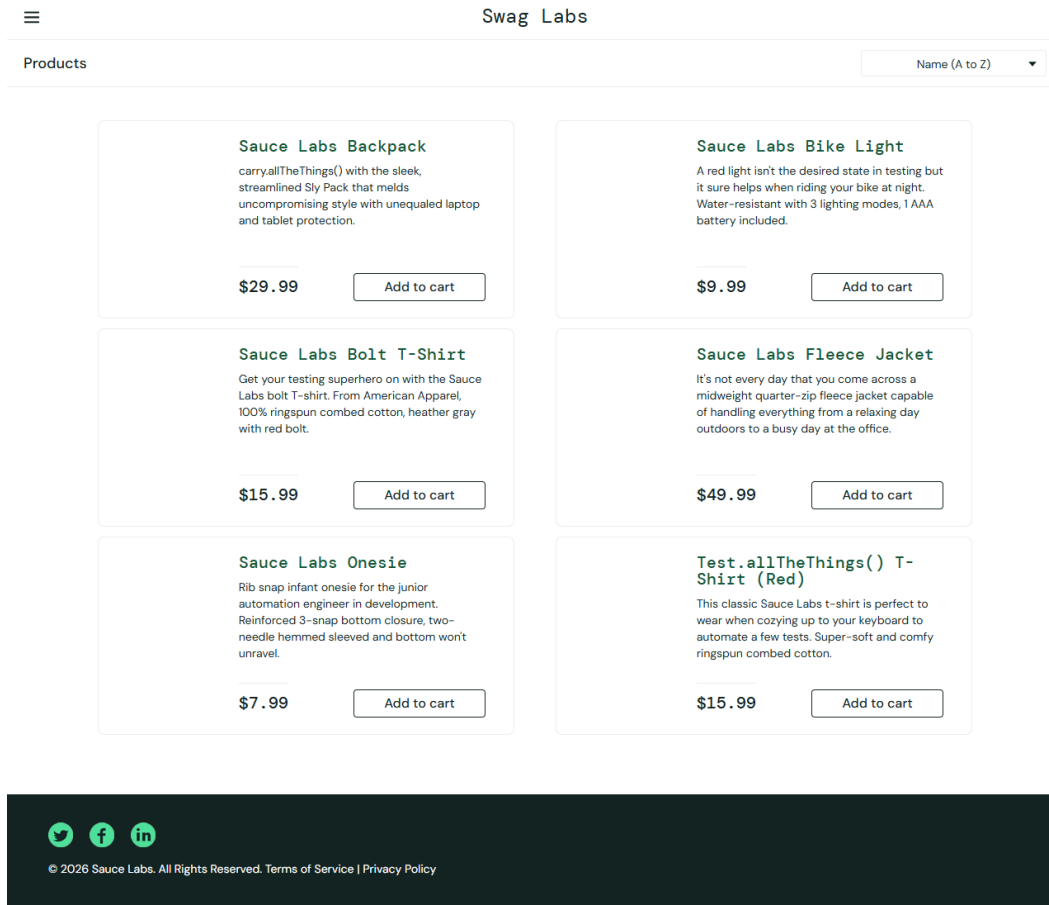 Swag Labs
Products
Name (A to Z)
Sauce Labs Backpack
carry.allTheThings() with the sleek,
streamlined Sly Pack that melds
uncompromising style with unequaled laptop
and tablet protection.
$29.99
Add to cart
Sauce Labs Bike Light
A red light isn't the desired state in testing but
it sure helps when riding your bike at night.
Water-resistant with 3 lighting modes, 1 AAA
battery included.
$9.99
Add to cart
Sauce Labs Bolt T-Shirt
Get your testing superhero on with the Sauce
Labs bolt T-shirt. From American Apparel,
100% ringspun combed cotton, heather gray
with red bolt.
$15.99
Add to cart
Sauce Labs Fleece Jacket
It's not every day that you come across a
midweight quarter-zip fleece jacket capable
of handling everything from a relaxing day
outdoors to a busy day at the office.
$49.99
Add to cart
Sauce Labs Onesie
Rib snap infant onesie for the junior
automation engineer in development.
Reinforced 3-snap bottom closure, two-
needle hemmed sleeved and bottom won't
unravel.
$7.99
Add to cart
Test.allTheThings() T-
Shirt (Red)
This classic Sauce Labs t-shirt is perfect to
wear when cozying up to your keyboard to
automate a few tests. Super-soft and comfy
ringspun combed cotton.
$15.99
Add to cart
© 2026 Sauce Labs. All Rights Reserved. Terms of Service | Privacy Policy